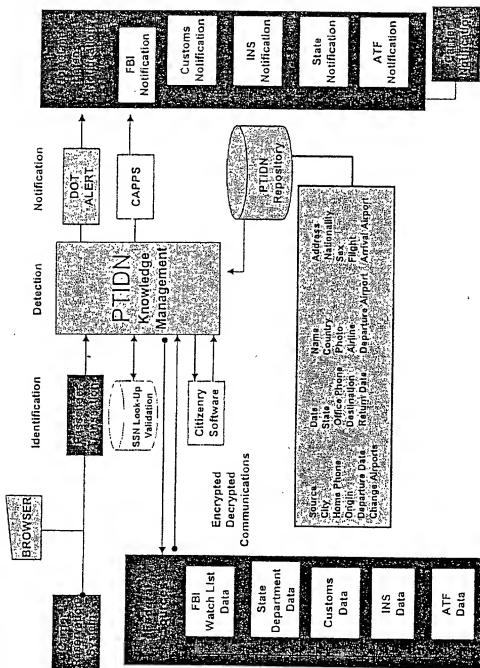 Identification
Detection
Notification
BROWSER
SSN Look-Up
Validation
Citizenry
Software
PTIDN
Knowledge
Management
DOT
ALERT
CAPPS
PTIDN
Repository
Encrypted
Decrypted
Communications
FBI
Watch List
Data
State
Department
Data
Customs
Data
INS
Data
ATF
Data
FBI
Notification
Customs
Notification
INS
Notification
State
Notification
ATF
Notification
Source Date Name Address
City State Country Nationality
Home Phone Office Phone Photo Sex
Origin Destination Airline Flight
Departure Date Return Date Departure Airport Arrival Airport
Change Airports